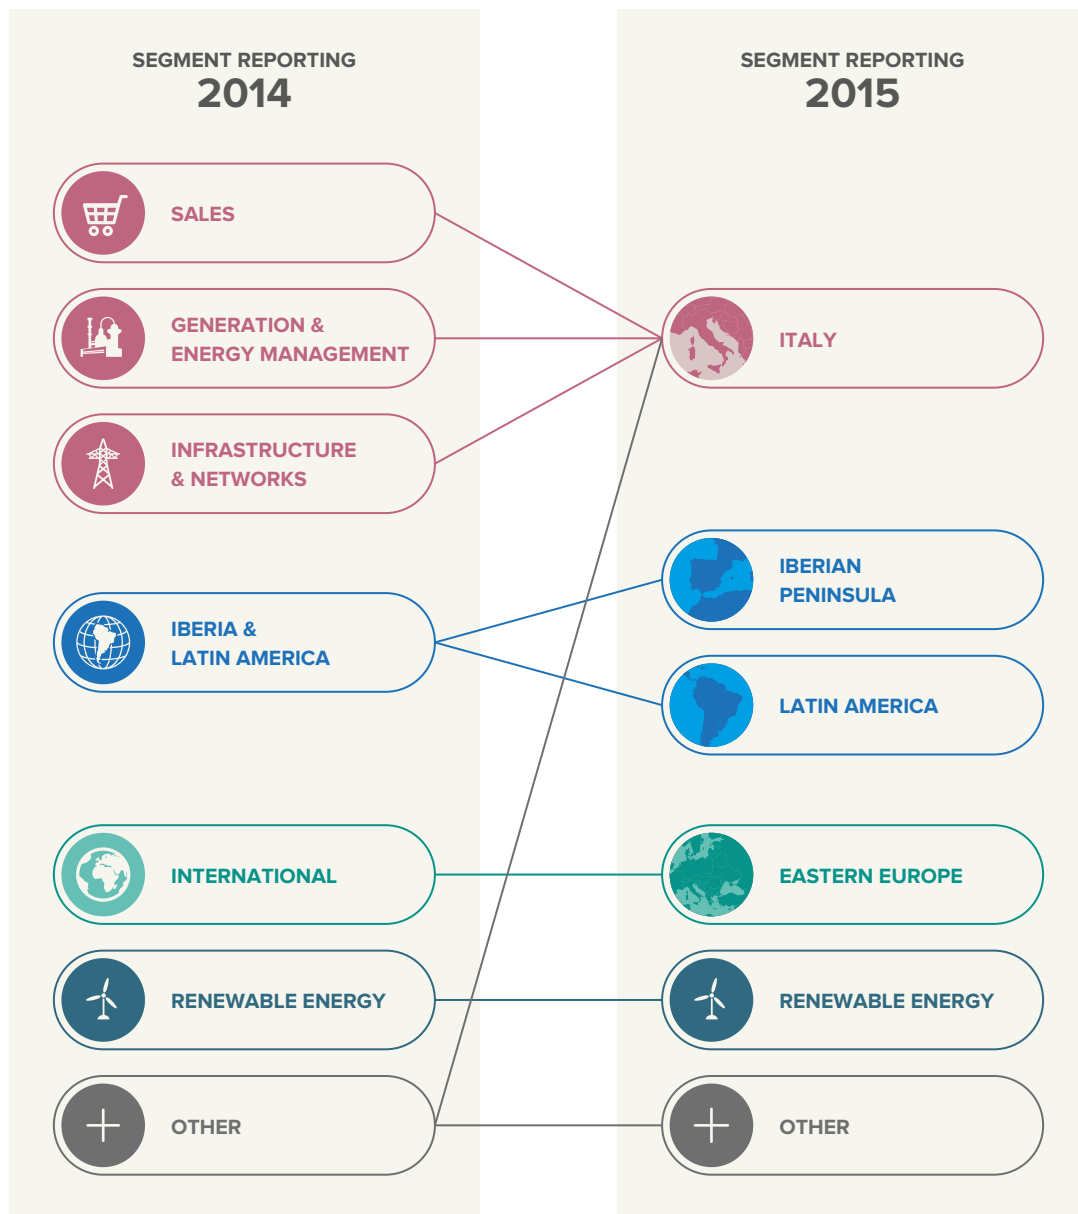 SEGMENT REPORTING
2014
SALES
GENERATION &
ENERGY MANAGEMENT
INFRASTRUCTURE
& NETWORKS
IBERIA &
LATIN AMERICA
INTERNATIONAL
RENEWABLE ENERGY
OTHER
SEGMENT REPORTING
2015
ITALY
IBERIAN
PENINSULA
LATIN AMERICA
EASTERN EUROPE
RENEWABLE ENERGY
OTHER